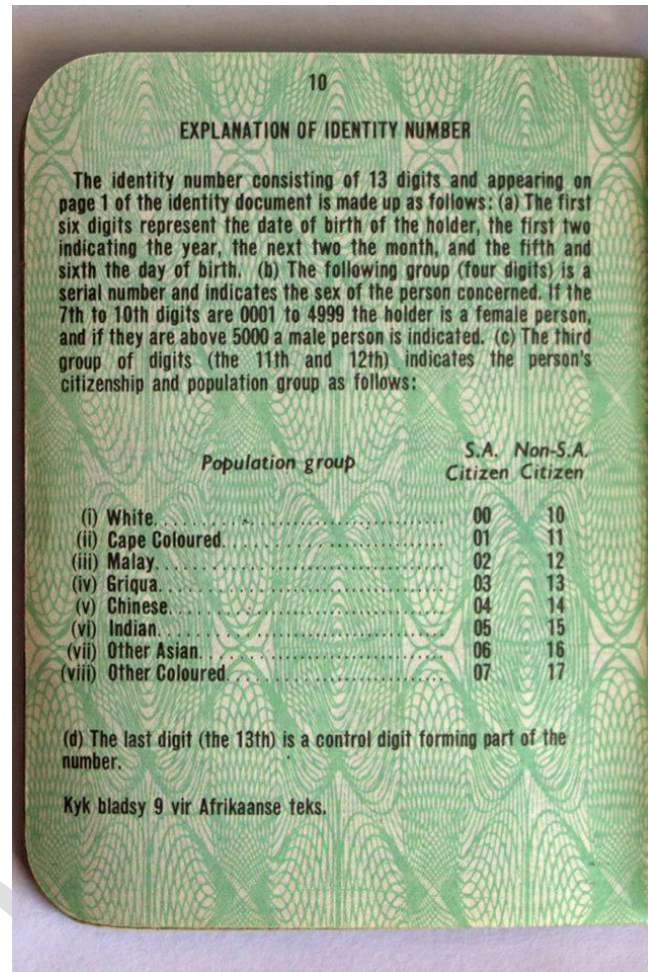 10
EXPLANATION OF IDENTITY NUMBER
The identity number consisting of 13 digits and appearing on
page 1 of the identity document is made up as follows: (a) The first
six digits represent the date of birth of the holder, the first two
indicating the year, the next two the month, and the fifth and
sixth the day of birth. (b) The following group (four digits) is a
serial number and indicates the sex of the person concerned. If the
7th to 10th digits are 0001 to 4999 the holder is a female person,
and if they are above 5000 a male person is indicated. (c) The third
group of digits (the 11th and 12th) indicates the person's
citizenship and population group as follows:
Population group S.A. Non-S.A.
Citizen Citizen
(i) White 00 10
(ii) Cape Coloured 01 11
(iii) Malay 02 12
(iv) Griqua 03 13
(v) Chinese 04 14
(vi) Indian 05 15
(vii) Other Asian 06 16
(viii) Other Coloured 07 17
(d) The last digit (the 13th) is a control digit forming part of the
number.
Kyk bladsy 9 vir Afrikaanse teks.